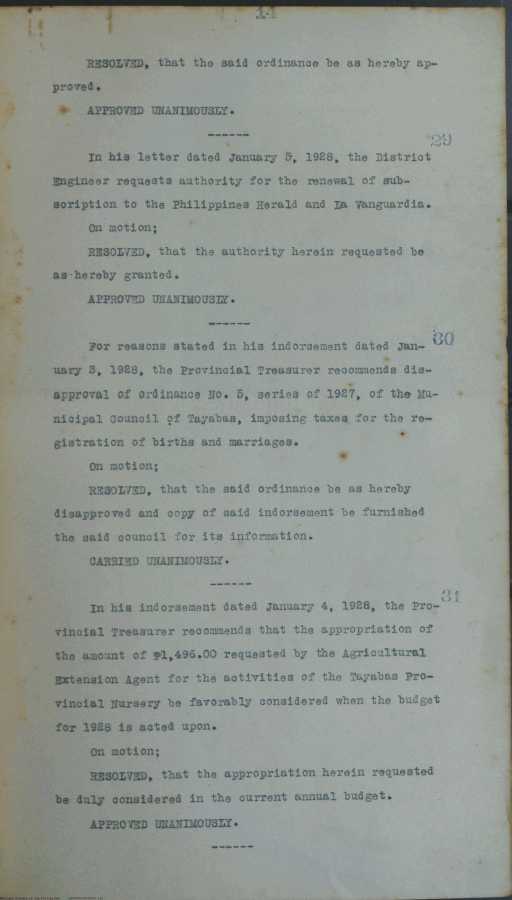 11
RESOLVED, that the said ordinance be as hereby ap-
proved.
APPROVED UNANIMOUSLY.
------
29
In his letter dated January 5, 1928, the District
Engineer requests authority for the renewal of sub-
scription to the Philippines Herald and La Vanguardia.
On motion;
RESOLVED, that the authority herein requested be
as hereby granted.
APPROVED UNANIMOUSLY.
------
30
For reasons stated in his indorsement dated Jan-
uary 3, 1928, the Provincial Treasurer recommends dis-
approval of ordinance No. 5, series of 1927, of the Mu-
nicipal Council of Tayabas, imposing taxes for the re-
gistration of births and marriages.
On motion;
RESOLVED, that the said ordinance be as hereby
disapproved and copy of said indorsement be furnished
the said council for its information.
CARRIED UNANIMOUSLY.
------
31
In his indorsement dated January 4, 1928, the Pro-
vincial Treasurer recommends that the appropriation of
the amount of ₱1,496.00 requested by the Agricultural
Extension Agent for the activities of the Tayabas Pro-
vincial Nursery be favorably considered when the budget
for 1928 is acted upon.
On motion;
RESOLVED, that the appropriation herein requested
be duly considered in the current annual budget.
APPROVED UNANIMOUSLY.
------